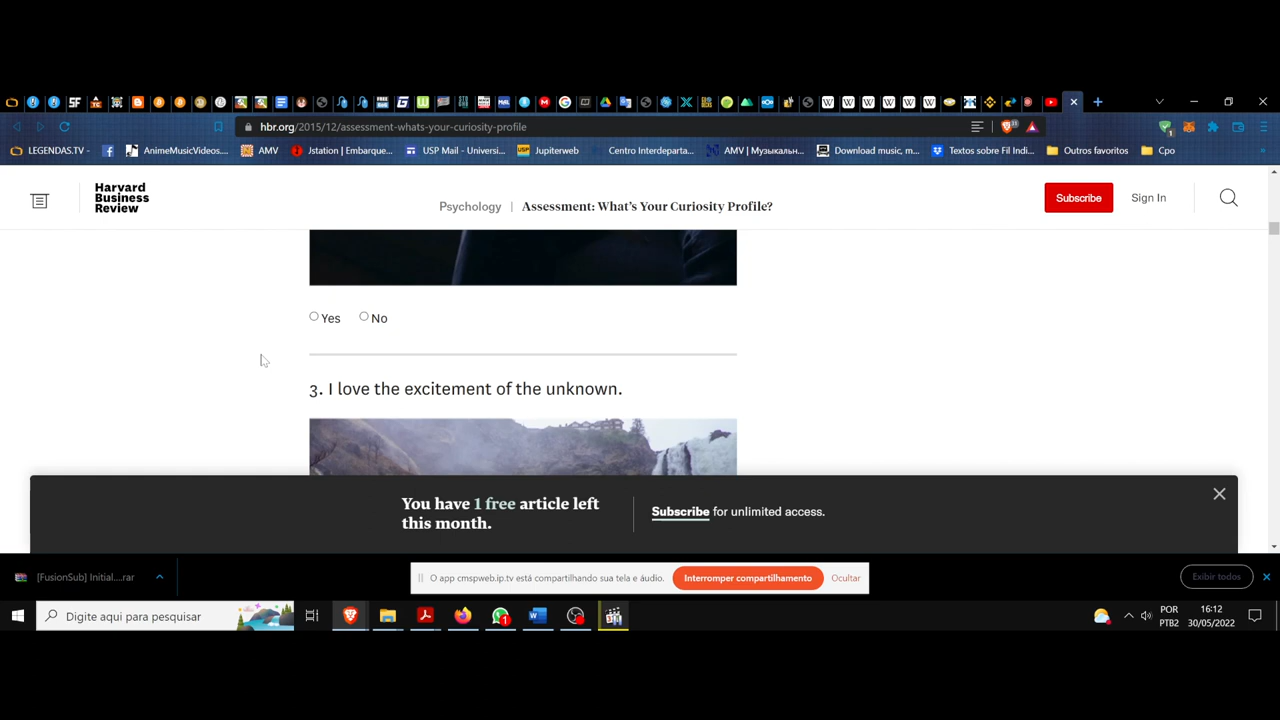 hbr.org/2015/12/assessment-whats-your-curiosity-profile
LEGENDAS.TV -
AnimeMusicVideos...
AMV
Jstation | Embarque...
USP Mail - Universi...
Jupiterweb
Centro Interdeparta...
AMV | Музыкальн...
Download music, m...
Textos sobre Fil Indi...
Outros favoritos
Cpo
Harvard
Business
Review
Psychology | Assessment: What's Your Curiosity Profile?
Subscribe
Sign In
Yes No
3. I love the excitement of the unknown.
You have 1 free article left
this month.
Subscribe for unlimited access.
[FusionSub] Initial....rar
O app cmspweb.ip.tv está compartilhando sua tela e áudio.
Interromper compartilhamento
Ocultar
Exibir todos
Digite aqui para pesquisar
POR
PTB2
16:12
30/05/2022